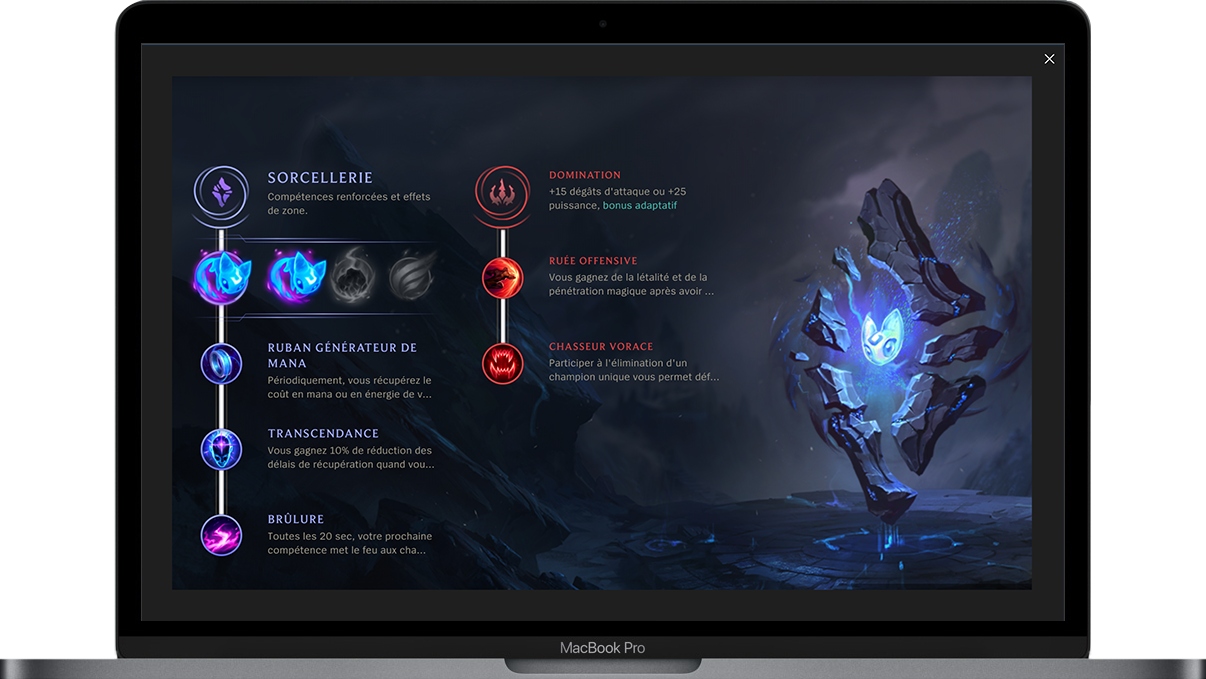 SORCELLERIE
Compétences renforcées et effets
de zone.
RUBAN GÉNÉRATEUR DE
MANA
Périodiquement, vous récupérez le
coût en mana ou en énergie de v...
TRANSCENDANCE
Vous gagnez 10% de réduction des
délais de récupération quand vou...
BRÛLURE
Toutes les 20 sec, votre prochaine
compétence met le feu aux cha...
DOMINATION
+15 dégâts d'attaque ou +25
puissance, bonus adaptatif
RUÉE OFFENSIVE
Vous gagnez de la létalité et de la
pénétration magique après avoir ...
CHASSEUR VORACE
Participer à l'élimination d'un
champion unique vous permet déf...
MacBook Pro